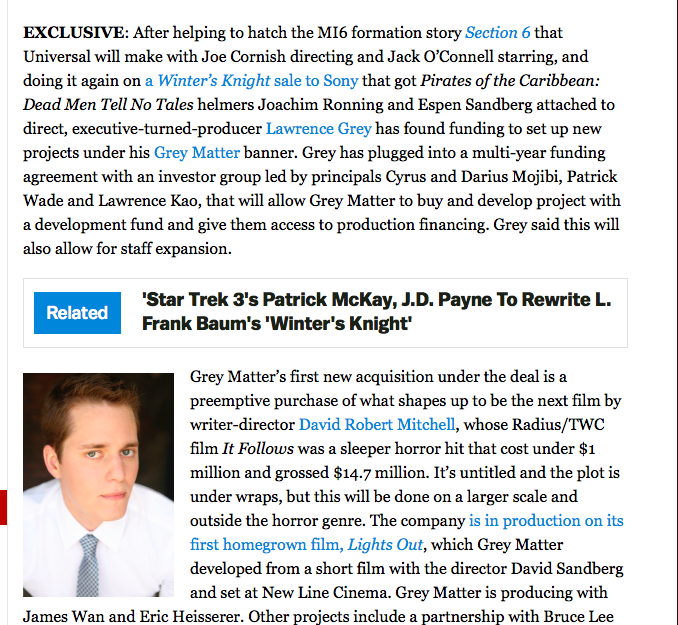 EXCLUSIVE: After helping to hatch the MI6 formation story Section 6 that
Universal will make with Joe Cornish directing and Jack O’Connell starring, and
doing it again on a Winter’s Knight sale to Sony that got Pirates of the Caribbean:
Dead Men Tell No Tales helmers Joachim Ronning and Espen Sandberg attached to
direct, executive-turned-producer Lawrence Grey has found funding to set up new
projects under his Grey Matter banner. Grey has plugged into a multi-year funding
agreement with an investor group led by principals Cyrus and Darius Mojibi, Patrick
Wade and Lawrence Kao, that will allow Grey Matter to buy and develop project with
a development fund and give them access to production financing. Grey said this will
also allow for staff expansion.
Related
'Star Trek 3's Patrick McKay, J.D. Payne To Rewrite L.
Frank Baum's 'Winter's Knight'
Grey Matter’s first new acquisition under the deal is a
preemptive purchase of what shapes up to be the next film by
writer-director David Robert Mitchell, whose Radius/TWC
film It Follows was a sleeper horror hit that cost under $1
million and grossed $14.7 million. It’s untitled and the plot is
under wraps, but this will be done on a larger scale and
outside the horror genre. The company is in production on its
first homegrown film, Lights Out, which Grey Matter
developed from a short film with the director David Sandberg
and set at New Line Cinema. Grey Matter is producing with
James Wan and Eric Heisserer. Other projects include a partnership with Bruce Lee